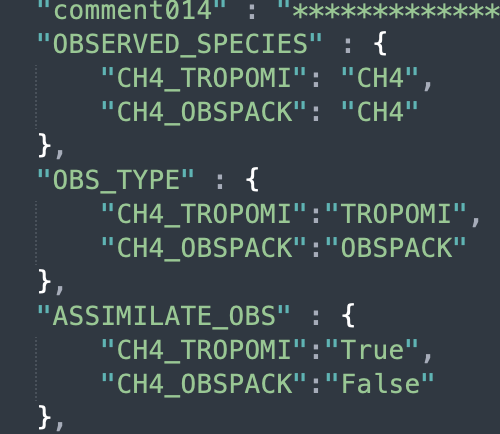 "comment014" : "*************
"OBSERVED_SPECIES" : {
"CH4_TROPOMI": "CH4",
"CH4_OBSPACK": "CH4"
},
"OBS_TYPE" : {
"CH4_TROPOMI":"TROPOMI",
"CH4_OBSPACK":"OBSPACK"
},
"ASSIMILATE_OBS" : {
"CH4_TROPOMI":"True",
"CH4_OBSPACK":"False"
},